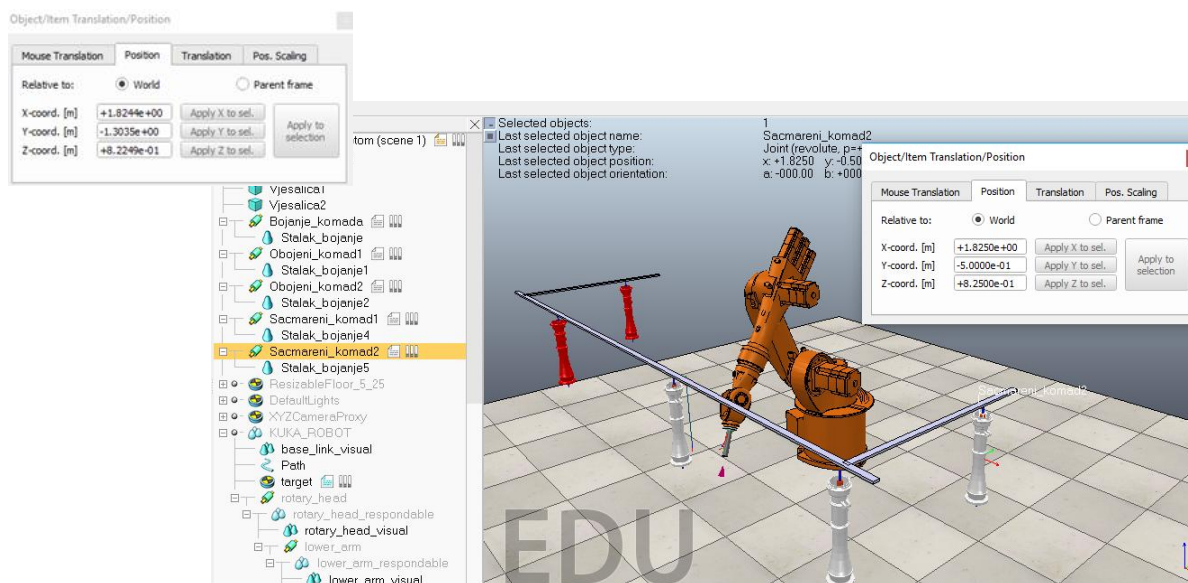 Object/Item Translation/Position
Mouse Translation Position Translation Pos. Scaling
Relative to: World Parent frame
X-coord. [m] +1.8244e+00 Apply X to sel.
Y-coord. [m] -1.3035e+00 Apply Y to sel.
Z-coord. [m] +8.2249e-01 Apply Z to sel.
Apply to
selection
tom (scene 1)
Selected objects: 1
Last selected object name: Sacmareni_komad2
Last selected object type: Joint (revolute, p=+
Last selected object position: x: +1.8250 y: -0.50
Last selected object orientation: a: -000.00 b: +000
Object/Item Translation/Position
Mouse Translation Position Translation Pos. Scaling
Relative to: World Parent frame
X-coord. [m] +1.8250e+00 Apply X to sel.
Y-coord. [m] -5.0000e-01 Apply Y to sel.
Z-coord. [m] +8.2500e-01 Apply Z to sel.
Apply to
selection
Vjesalica1
Vjesalica2
Bojanje_komada
Stalak_bojanje
Obojeni_komad1
Stalak_bojanje1
Obojeni_komad2
Stalak_bojanje2
Sacmareni_komad1
Stalak_bojanje4
Sacmareni_komad2
Stalak_bojanje5
ResizableFloor_5_25
DefaultLights
XYZCameraProxy
KUKA_ROBOT
base_link_visual
Path
target
rotary_head
rotary_head_respondable
rotary_head_visual
lower_arm
lower_arm_respondable
lower_arm_visual
Sacmareni_komad2
EDU